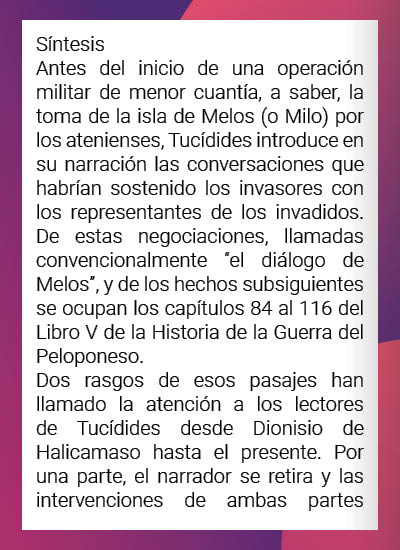 Síntesis
Antes del inicio de una operación
militar de menor cuantía, a saber, la
toma de la isla de Melos (o Milo) por
los atenienses, Tucídides introduce en
su narración las conversaciones que
habrían sostenido los invasores con
los representantes de los invadidos.
De estas negociaciones, llamadas
convencionalmente “el diálogo de
Melos”, y de los hechos subsiguientes
se ocupan los capítulos 84 al 116 del
Libro V de la Historia de la Guerra del
Peloponeso.
Dos rasgos de esos pasajes han
llamado la atención a los lectores
de Tucídides desde Dionisio de
Halicamaso hasta el presente. Por
una parte, el narrador se retira y las
intervenciones de ambas partes